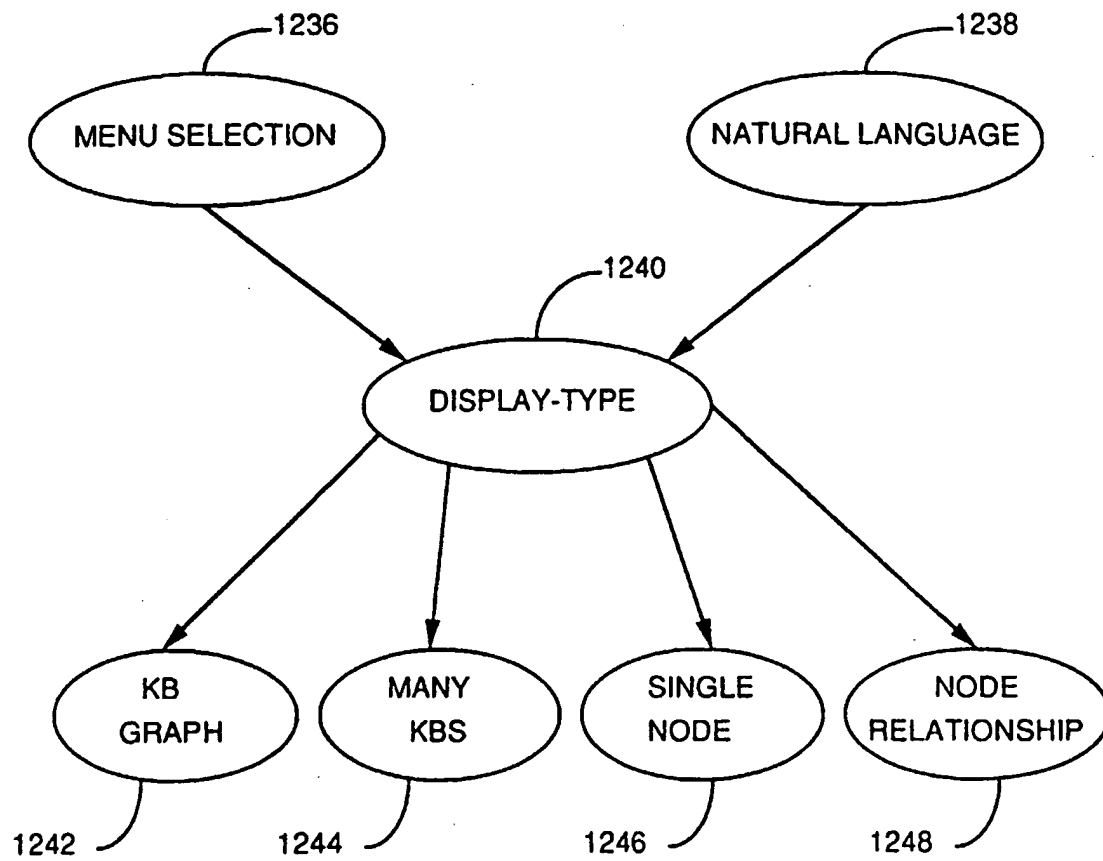 1236
1238
MENU SELECTION
NATURAL LANGUAGE
1240
DISPLAY-TYPE
KB
GRAPH
MANY
KBS
SINGLE
NODE
NODE
RELATIONSHIP
1242
1244
1246
1248